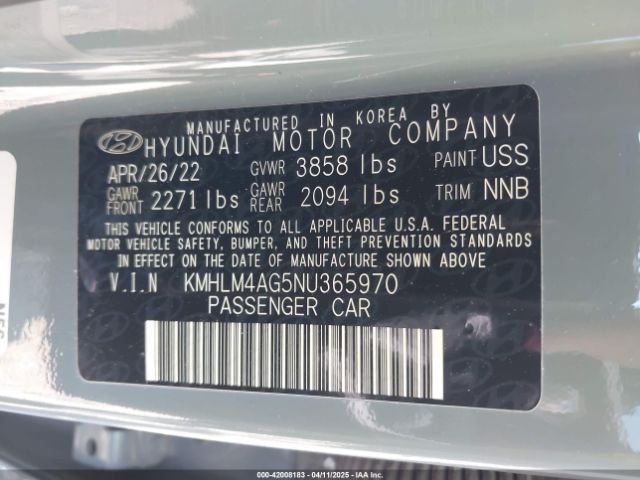 MANUFACTURED IN KOREA BY
HYUNDAI MOTOR COMPANY
APR/26/22 GVWR 3858 lbs PAINT USS
GAWR FRONT 2271 lbs GAWR REAR 2094 lbs TRIM NNB
THIS VEHICLE CONFORMS TO ALL APPLICABLE U.S.A. FEDERAL
MOTOR VEHICLE SAFETY, BUMPER, AND THEFT PREVENTION STANDARDS
IN EFFECT ON THE DATE OF MANUFACTURE SHOWN ABOVE
V.I.N KMHLM4AG5NU365970
PASSENGER CAR
000-42008183 - 04/11/2025 - IAAI.COM